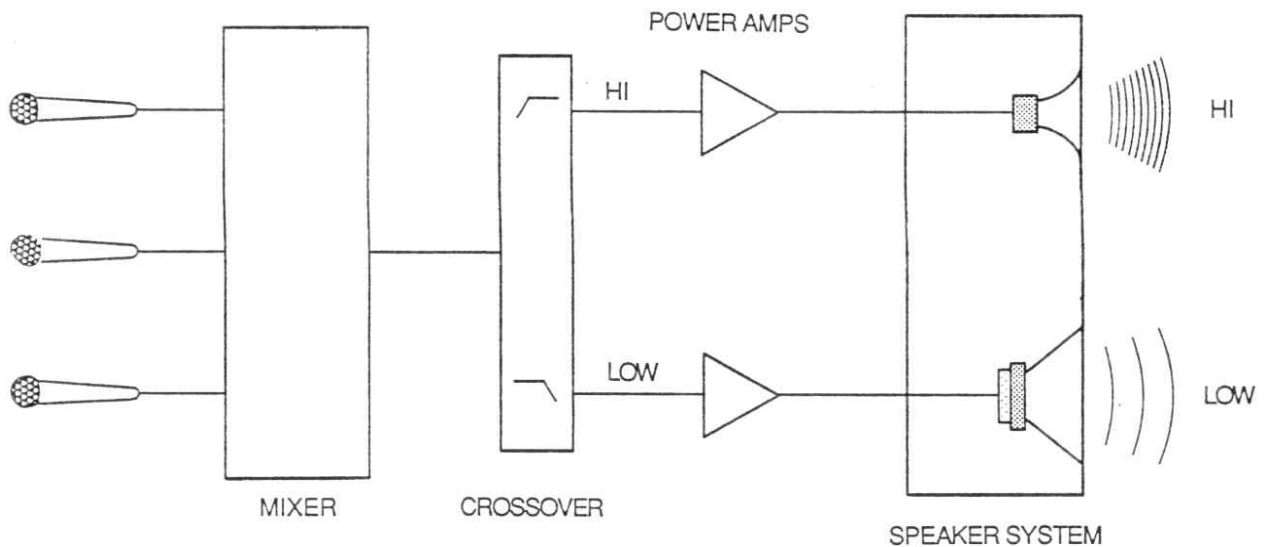 POWER AMPS
HI
HI
LOW
LOW
MIXER
CROSSOVER
SPEAKER SYSTEM